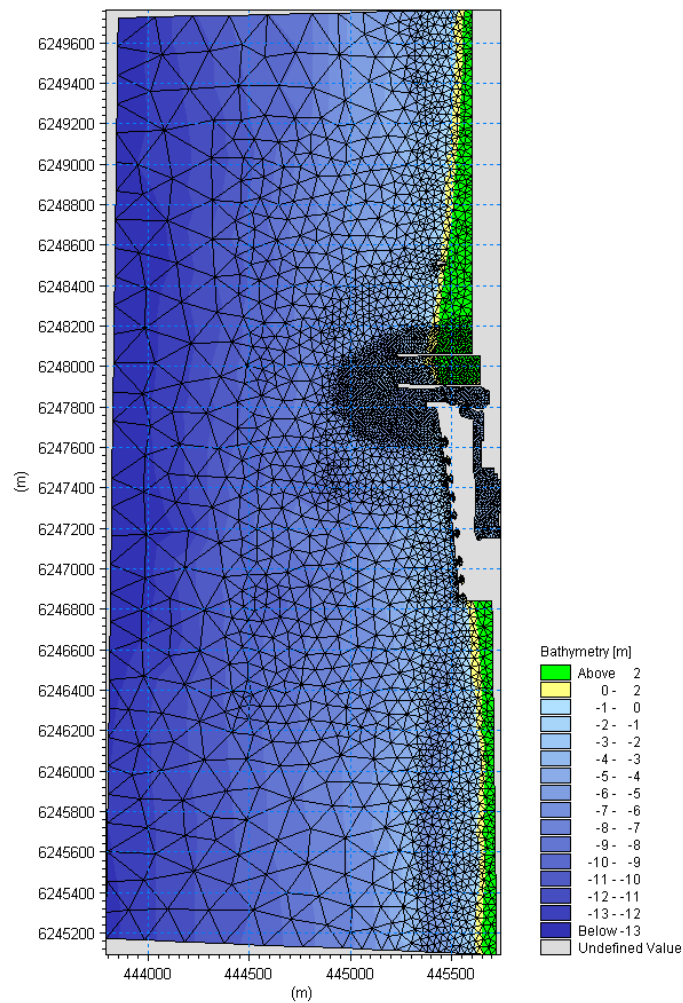 6249600
6249400
6249200
6249000
6248800
6248600
6248400
6248200
6248000
6247800
6247600
6247400
6247200
6247000
6246800
6246600
6246400
6246200
6246000
6245800
6245600
6245400
6245200
(m)
444000 444500 445000 445500
(m)
Bathymetry [m]
Above 2
0 - 2
-1 - 0
-2 - -1
-3 - -2
-4 - -3
-5 - -4
-6 - -5
-7 - -6
-8 - -7
-9 - -8
-10 - -9
-11 - -10
-12 - -11
-13 - -12
Below -13
Undefined Value